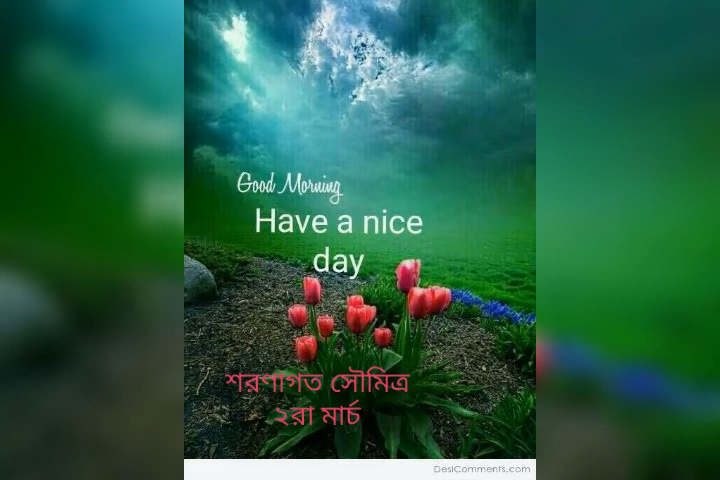 Good Morning
Have a nice
day
শরণাগত সৌমিত্র
২রা মার্চ
DesiComments.com